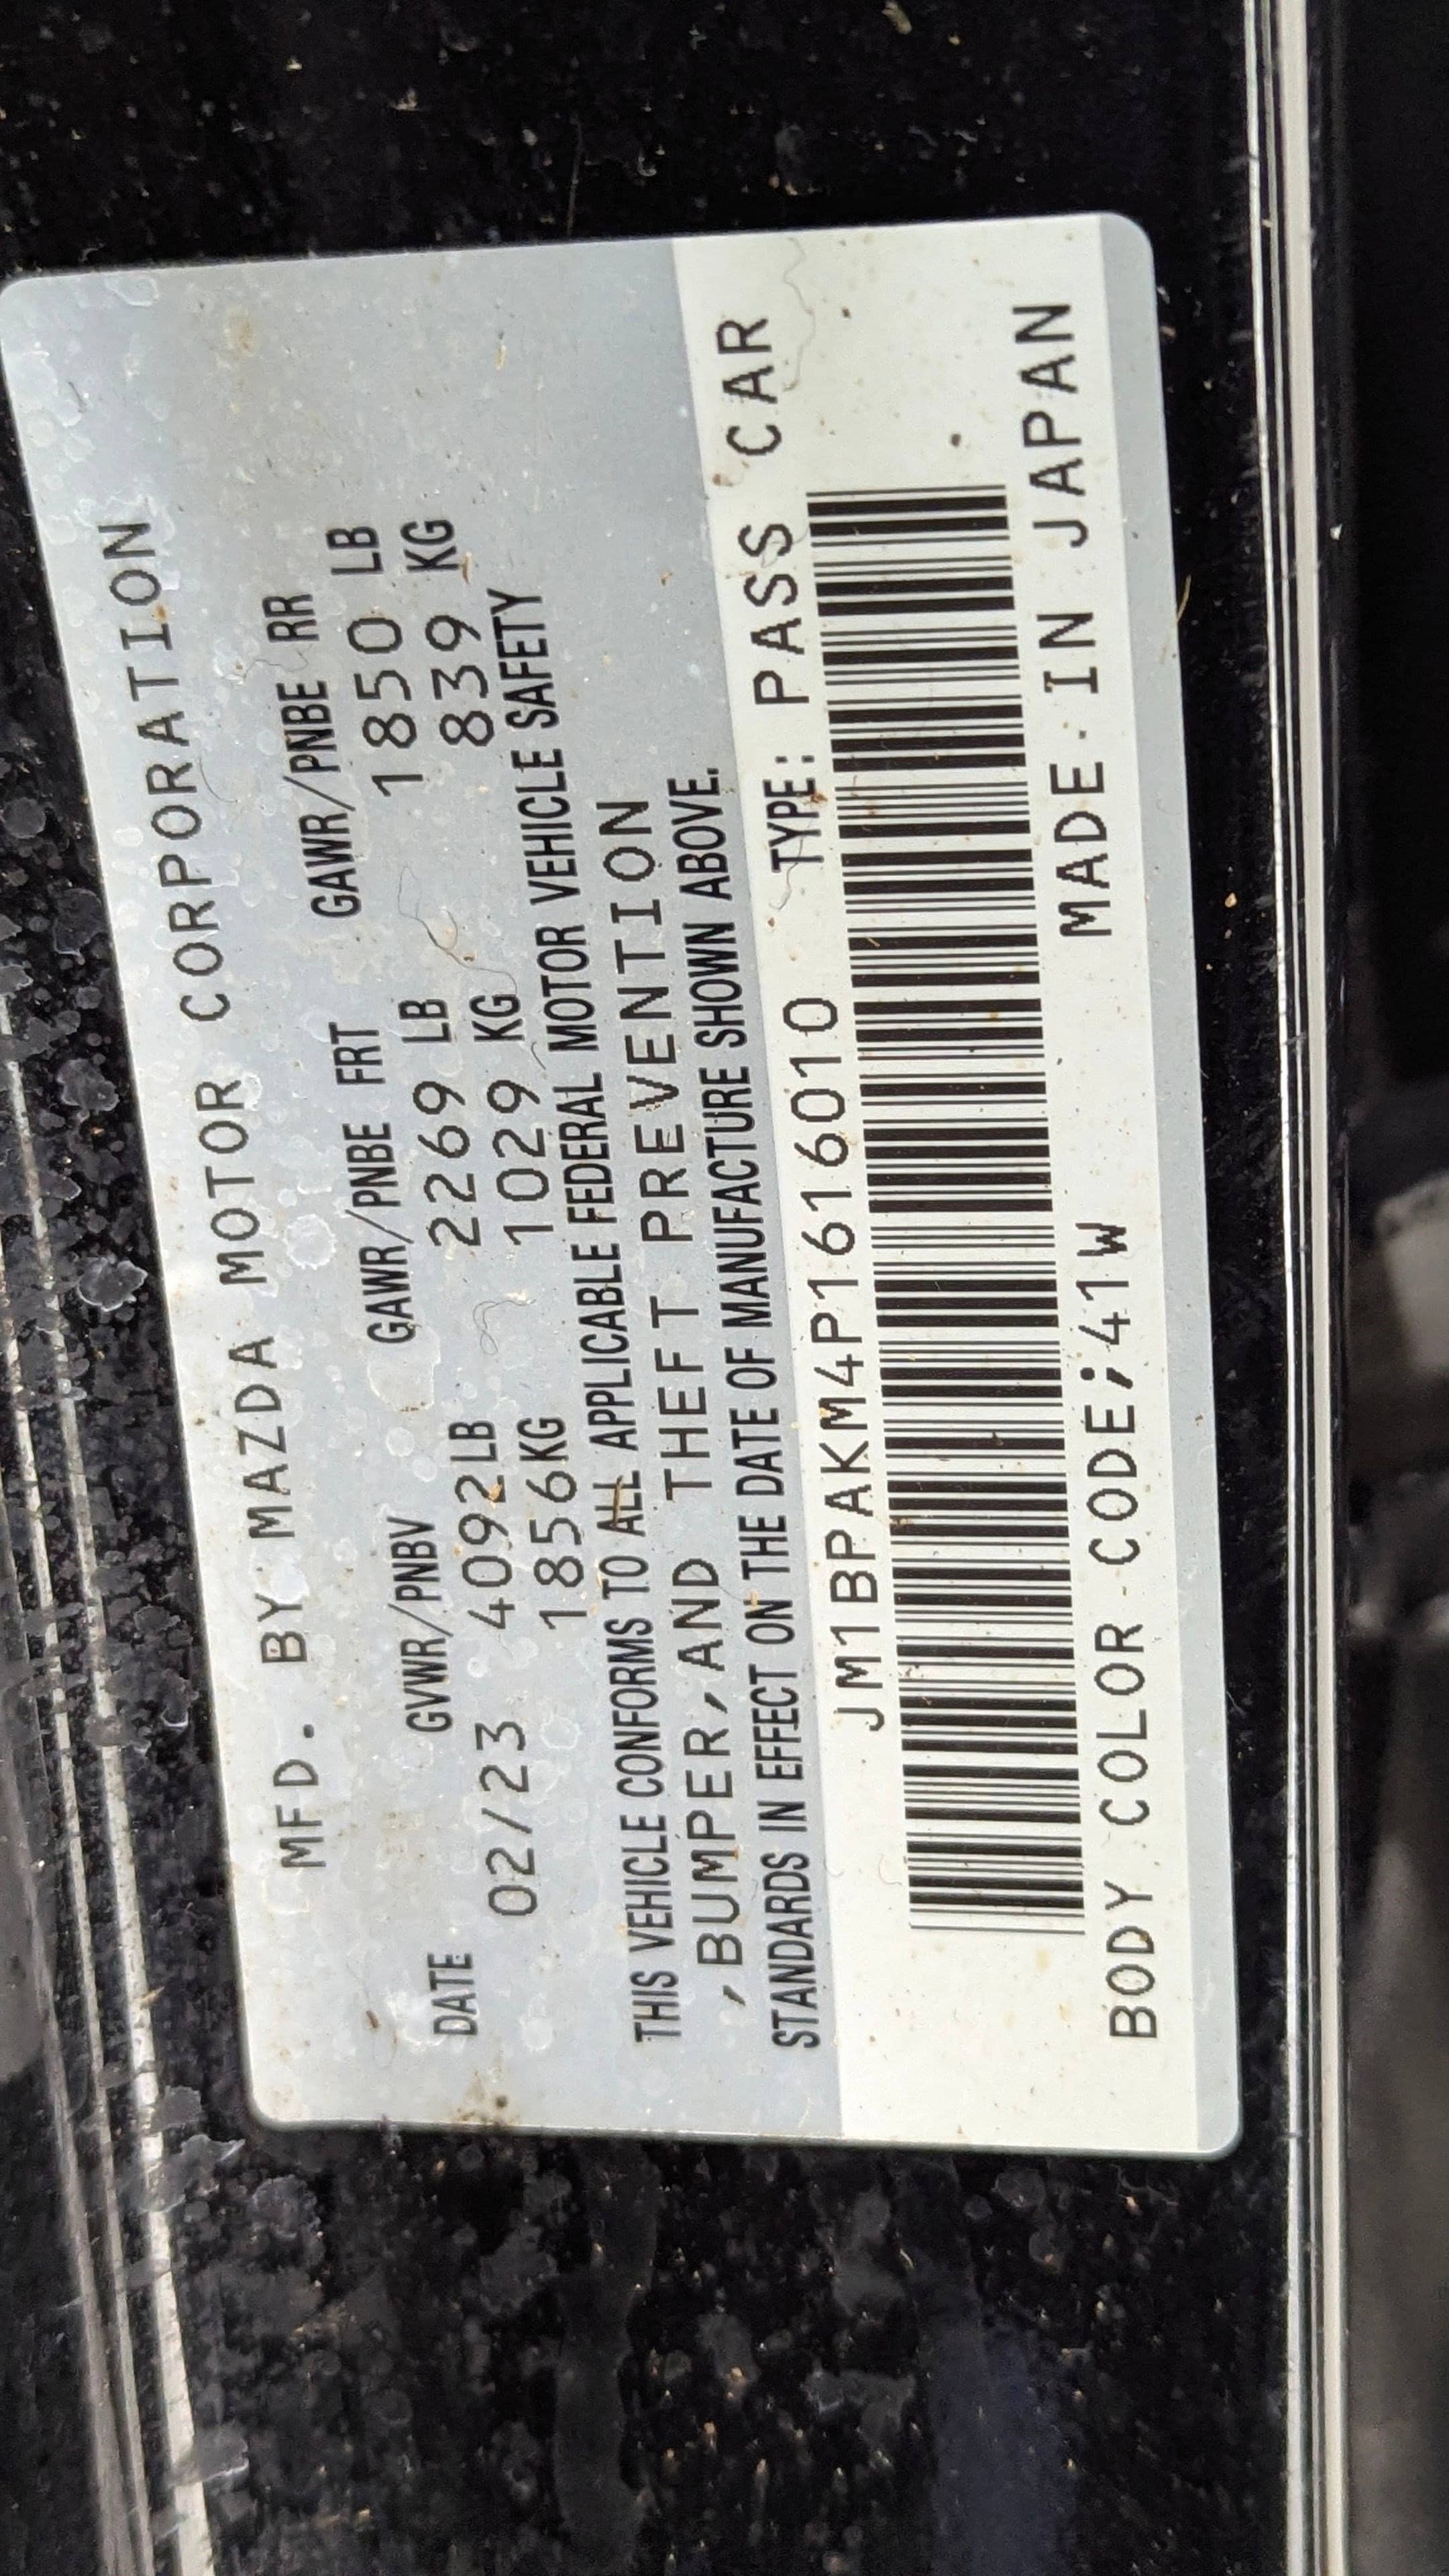 MFD. BY MAZDA MOTOR CORPORATION
DATE GVWR/PNBV GAWR/PNBE FRT GAWR/PNBE RR
02/23 4092LB 2269 LB 1850 LB
1856KG 1029 KG 839 KG
THIS VEHICLE CONFORMS TO ALL APPLICABLE FEDERAL MOTOR VEHICLE SAFETY
,BUMPER,AND THEFT PREVENTION
STANDARDS IN EFFECT ON THE DATE OF MANUFACTURE SHOWN ABOVE.
JM1BPAKM4P1616010 TYPE: PASS CAR
BODY COLOR CODE;41W MADE IN JAPAN